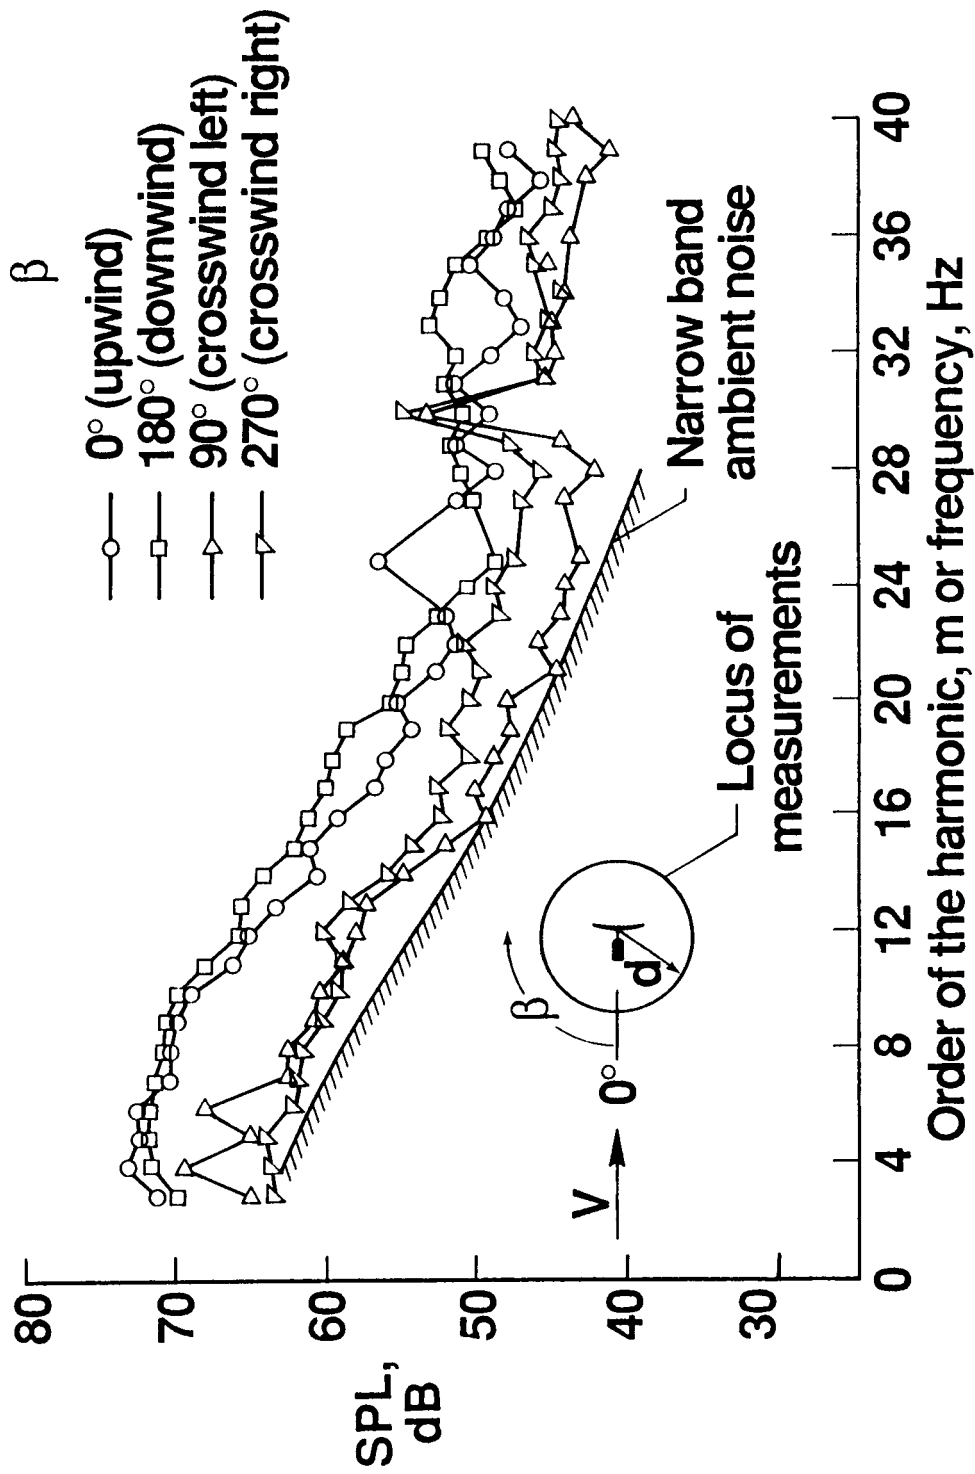 β
0° (upwind)
180° (downwind)
90° (crosswind left)
270° (crosswind right)
80
70
60
50
40
30
SPL,
dB
Narrow band
ambient noise
Locus of
measurements
β
d
V
0°
0
4
8
12
16
20
24
28
32
36
40
Order of the harmonic, m or frequency, Hz